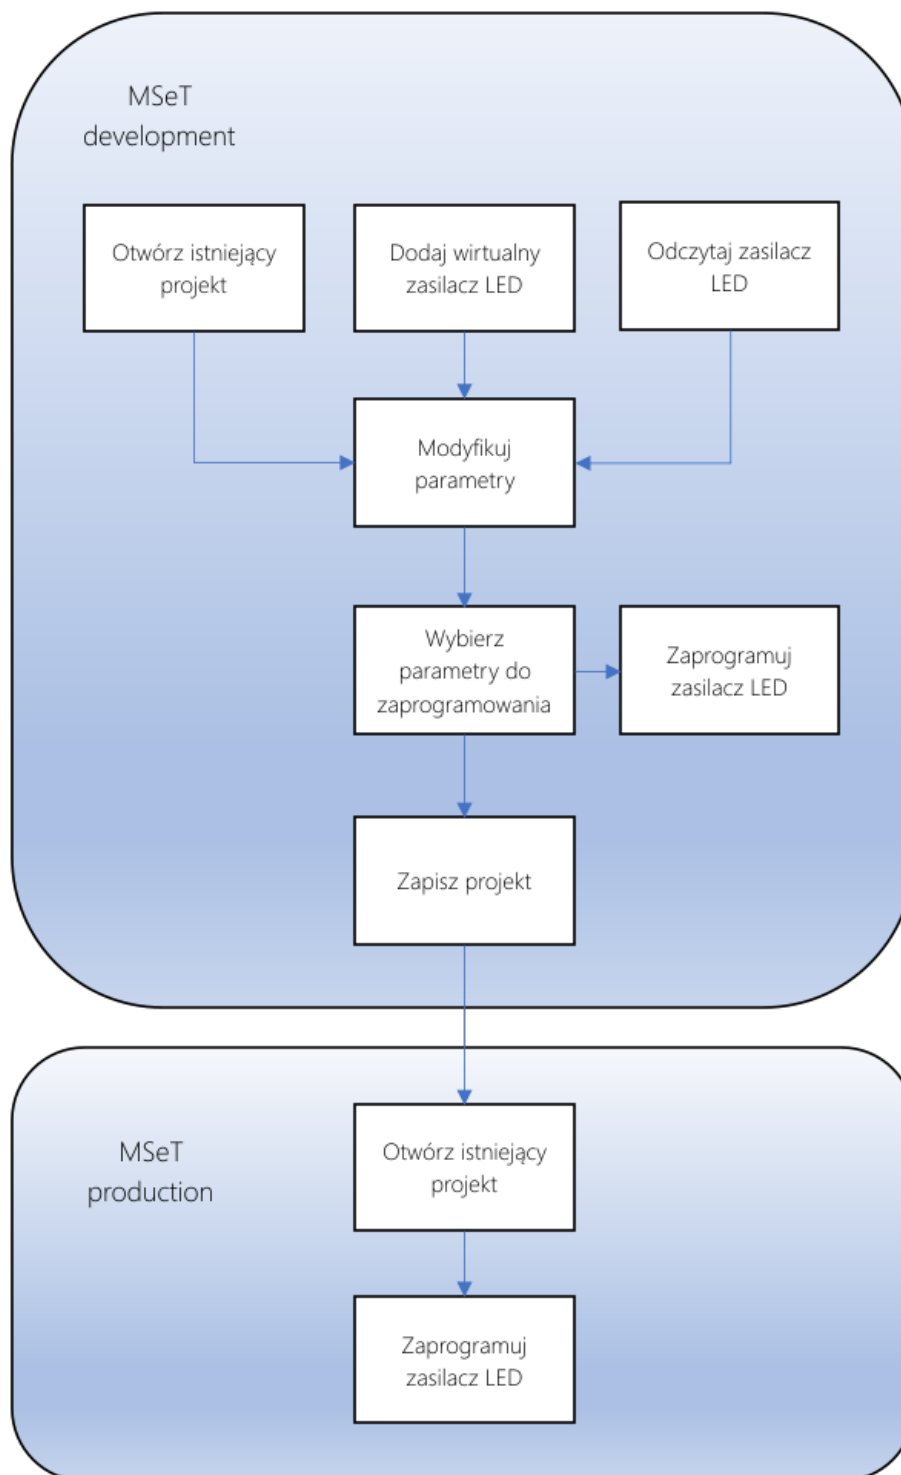 MSeT
development
Otwórz istniejący
projekt
Dodaj wirtualny
zasilacz LED
Odczytaj zasilacz
LED
Modyfikuj
parametry
Wybierz
parametry do
zaprogramowania
Zaprogramuj
zasilacz LED
Zapisz projekt
MSeT
production
Otwórz istniejący
projekt
Zaprogramuj
zasilacz LED